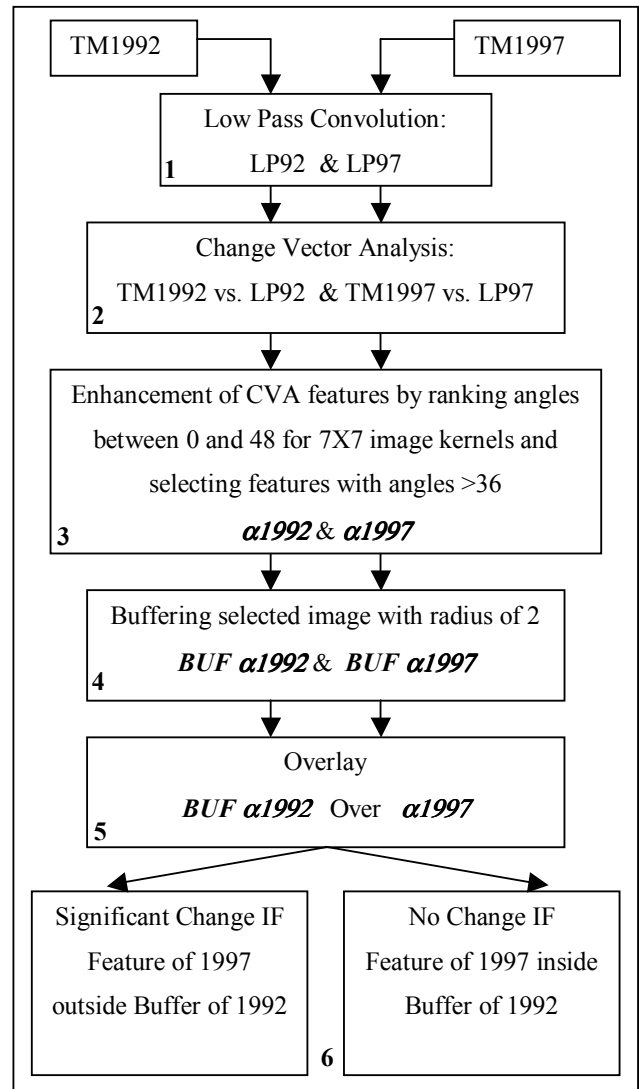 TM1992
TM1997
Low Pass Convolution:
LP92 & LP97
1
Change Vector Analysis:
TM1992 vs. LP92 & TM1997 vs. LP97
2
Enhancement of CVA features by ranking angles
between 0 and 48 for 7X7 image kernels and
selecting features with angles >36
α1992 & α1997
3
Buffering selected image with radius of 2
BUF α1992 & BUF α1997
4
Overlay
BUF α1992 Over α1997
5
Significant Change IF
Feature of 1997
outside Buffer of 1992
No Change IF
Feature of 1997 inside
Buffer of 1992
6